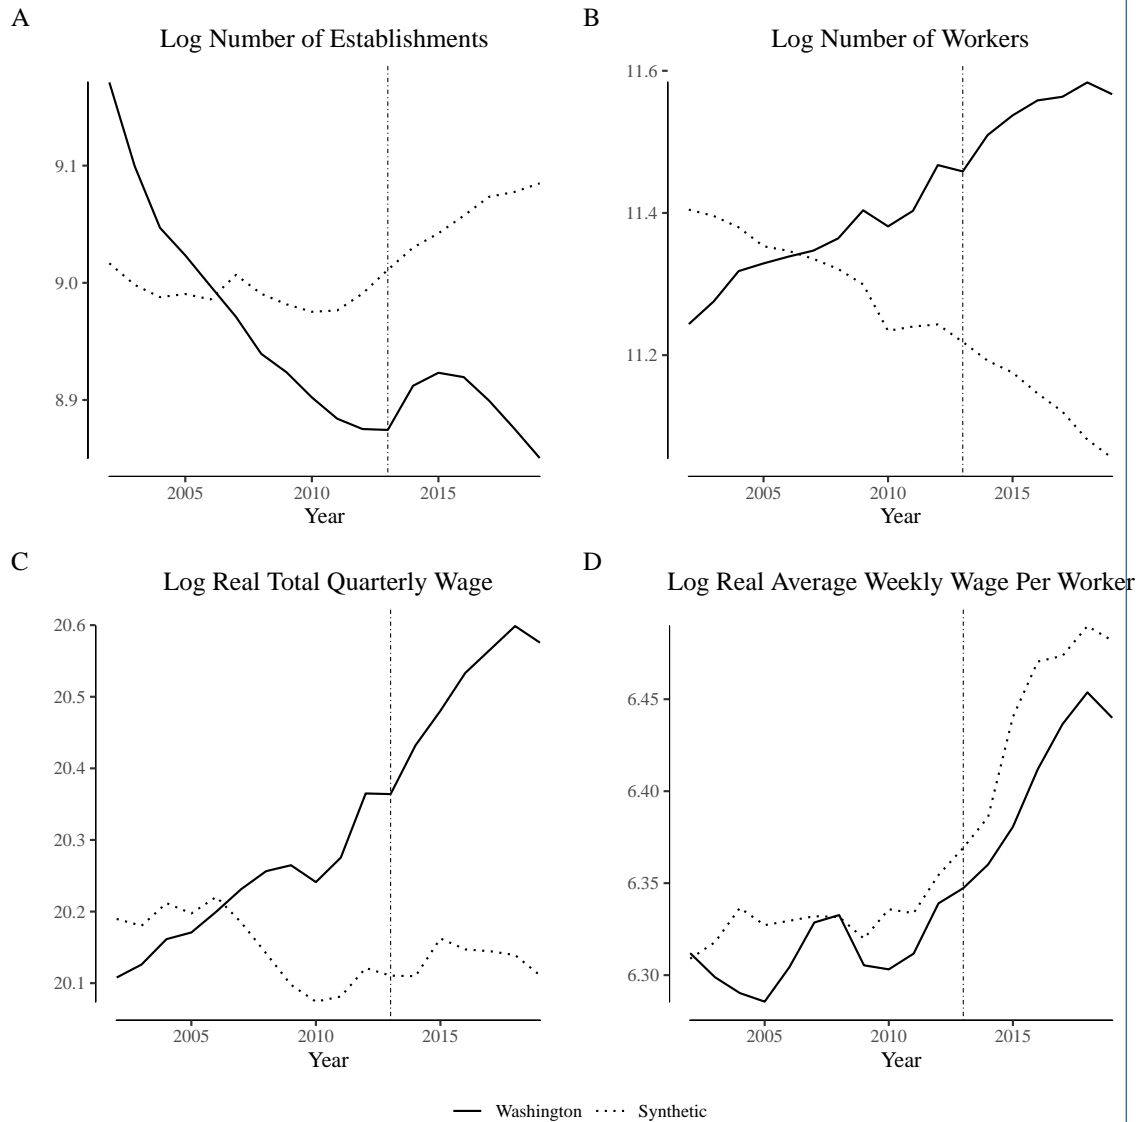 A
Log Number of Establishments
9.1
9.0
8.9
2005 2010 2015
Year
B
Log Number of Workers
11.6
11.4
11.2
2005 2010 2015
Year
C
Log Real Total Quarterly Wage
20.6
20.5
20.4
20.3
20.2
20.1
2005 2010 2015
Year
D
Log Real Average Weekly Wage Per Worker
6.45
6.40
6.35
6.30
2005 2010 2015
Year
Washington Synthetic